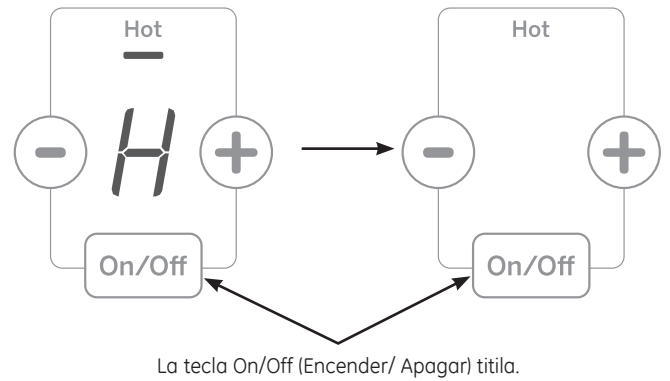 Hot
Hot
H
On/Off
On/Off
La tecla On/Off (Encender/ Apagar) titila.